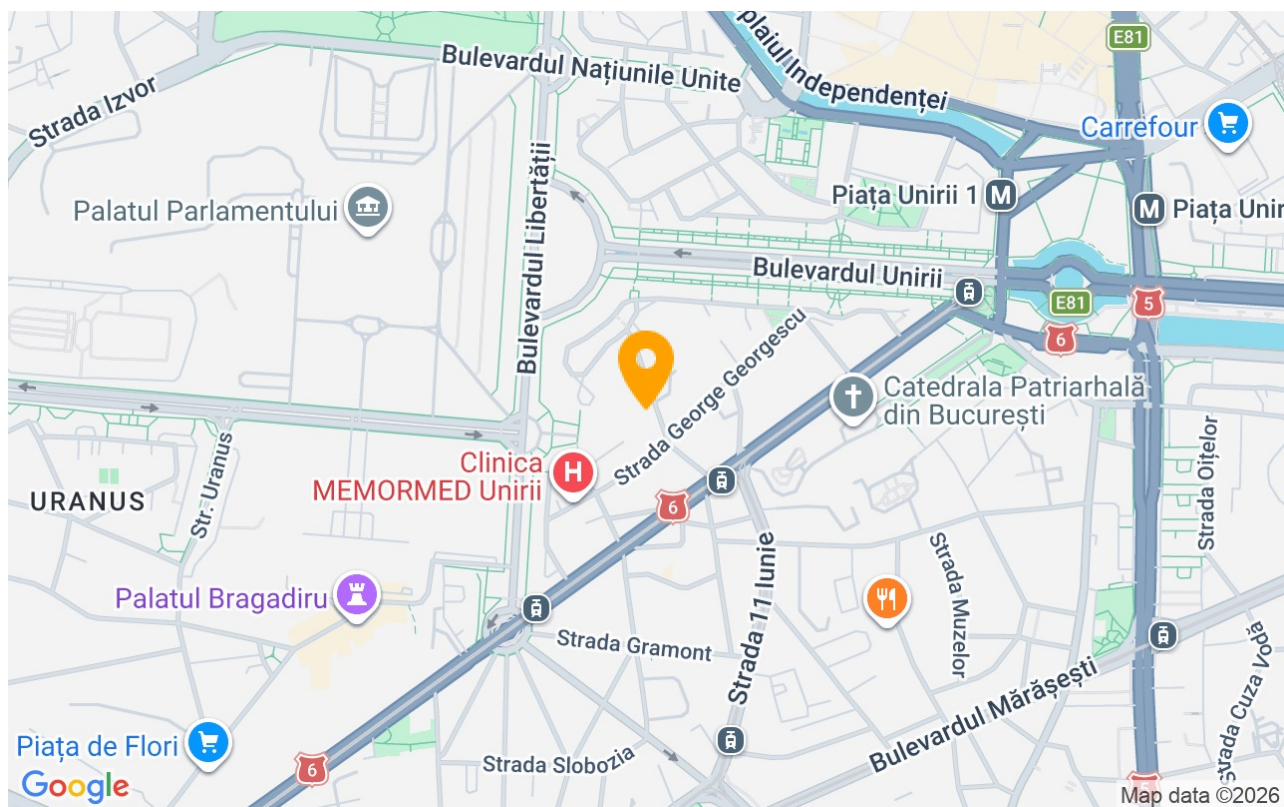 E81
Bulevardul Națiunile Unite
plaiul Independenței
Strada Izvor
Carrefour
Palatul Parlamentului
Bulevardul Libertății
Piața Unirii 1
M
M
Piața Unir
Bulevardul Unirii
E81
5
6
Strada George Georgescu
Catedrala Patriarhală
din București
Clinica
MEMORMED Unirii
H
URANUS
Str. Uranus
6
Strada Oițelor
Strada Muzelor
Palatul Bragadiru
Strada Gramont
Strada 11 Iunie
Bulevardul Mărășești
Strada Cuza Vodă
Piața de Flori
6
Strada Slobozia
5
Google
Map data ©2026